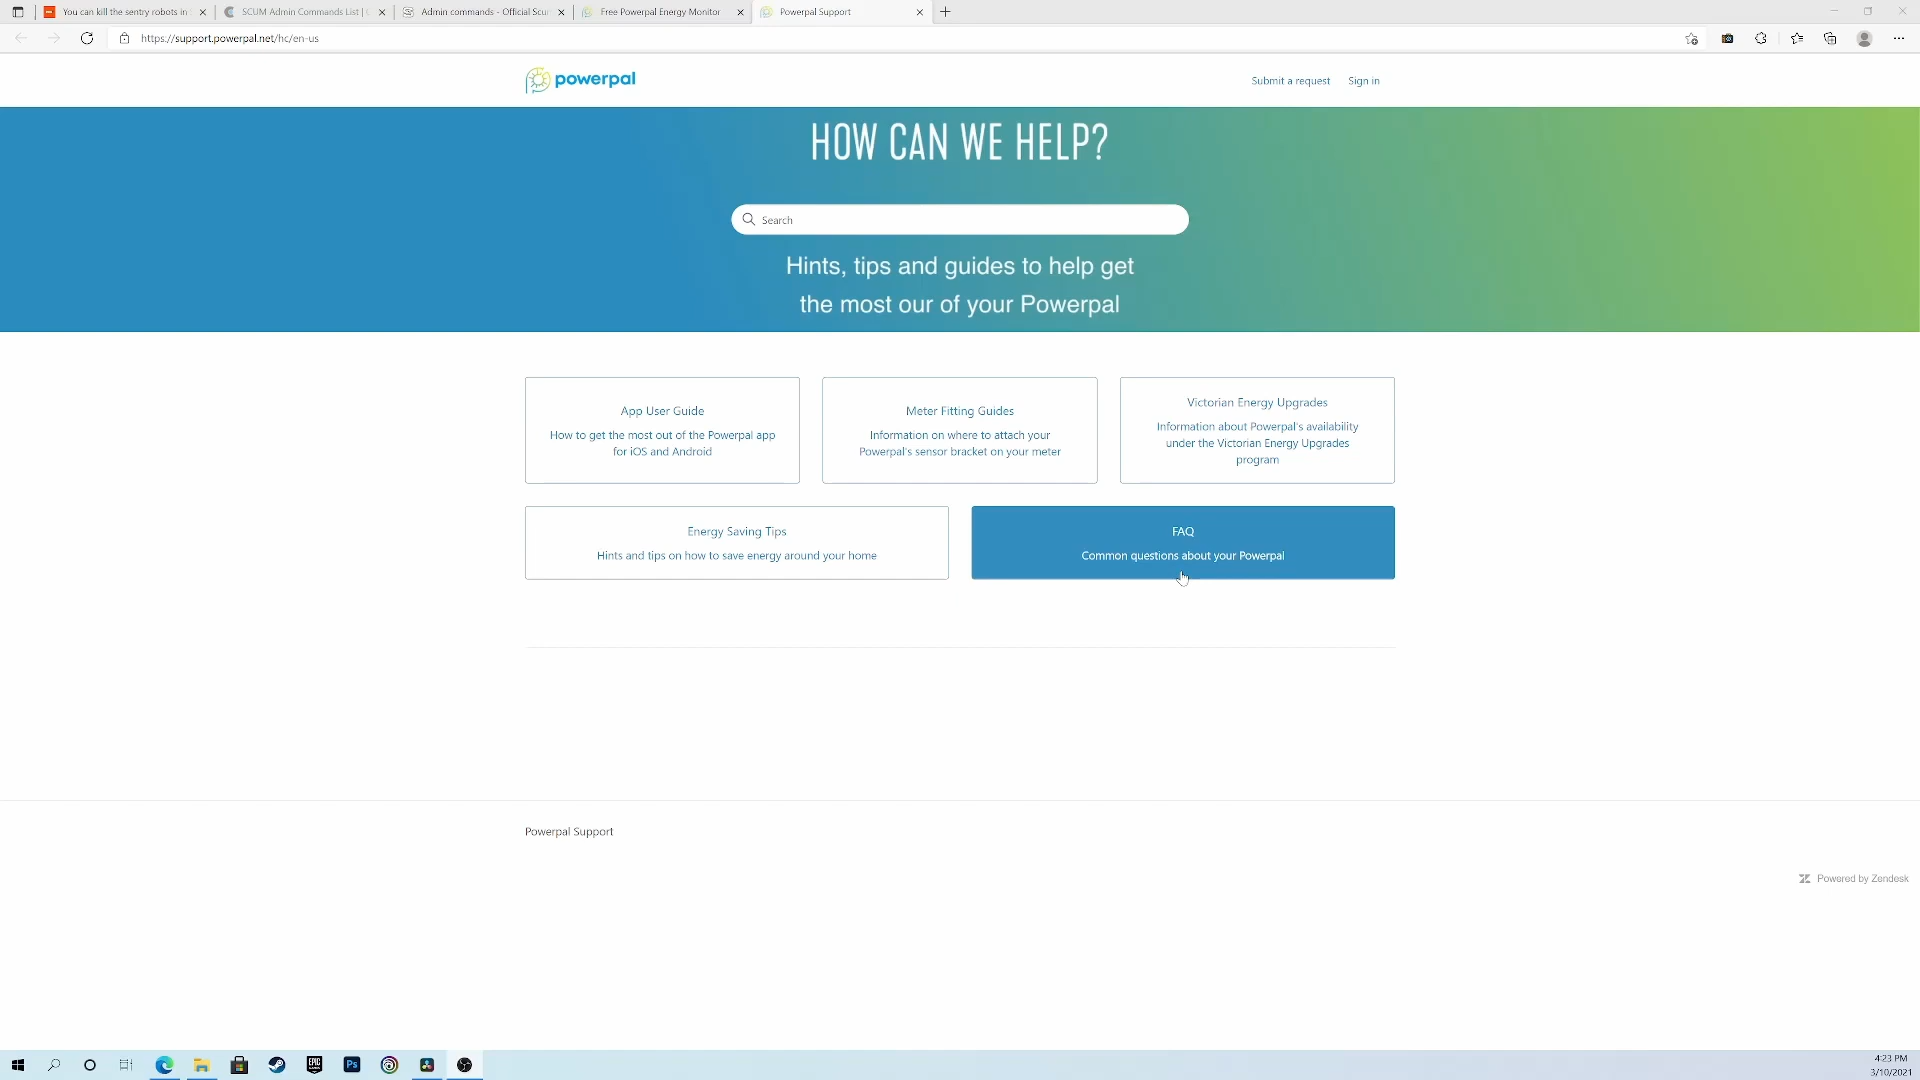 You can kill the sentry robots in
SCUM Admin Commands List |
Admin commands - Official Scu
Free Powerpal Energy Monitor
Powerpal Support
https://support.powerpal.net/hc/en-us
powerpal
Submit a request
Sign in
HOW CAN WE HELP?
Search
Hints, tips and guides to help get
the most our of your Powerpal
App User Guide
How to get the most out of the Powerpal app
for iOS and Android
Meter Fitting Guides
Information on where to attach your
Powerpal's sensor bracket on your meter
Victorian Energy Upgrades
Information about Powerpal's availability
under the Victorian Energy Upgrades
program
Energy Saving Tips
Hints and tips on how to save energy around your home
FAQ
Common questions about your Powerpal
Powerpal Support
Powered by Zendesk
EPIC
GAMES
Ps
4:23 PM
3/10/2021